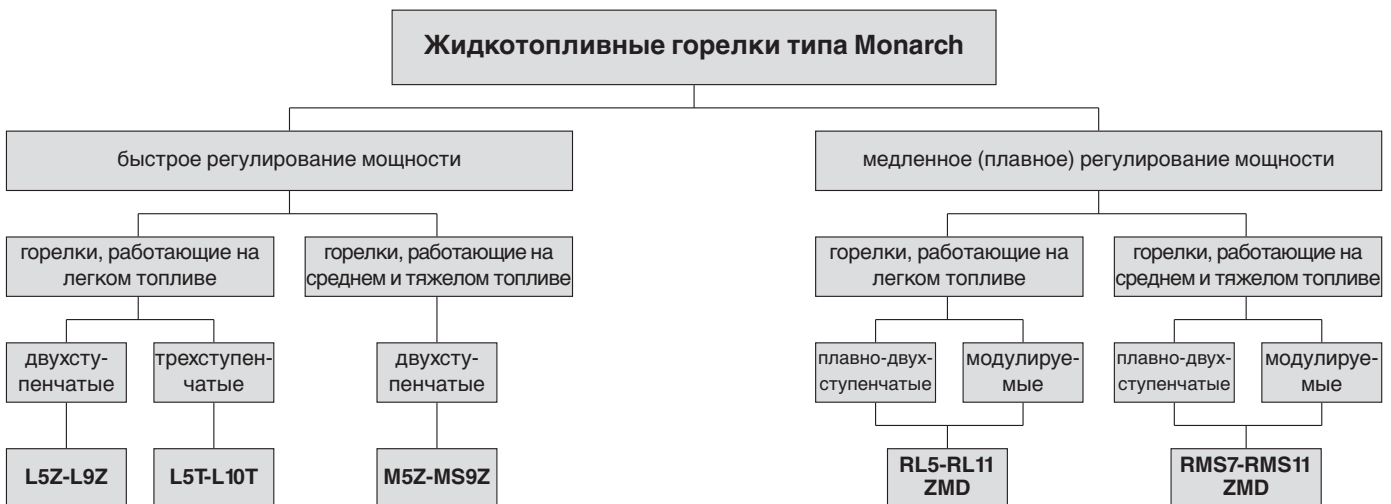 Жидкотопливные горелки типа Monarch
быстрое регулирование мощности
медленное (плавное) регулирование мощности
горелки, работающие на
легком топливе
горелки, работающие на
среднем и тяжелом топливе
горелки, работающие на
легком топливе
горелки, работающие на
среднем и тяжелом топливе
двухсту-
пенчатые
трехступен-
чатые
двухсту-
пенчатые
плавно-двух-
ступенчатые
модулируе-
мые
плавно-двух-
ступенчатые
модулируе-
мые
L5Z-L9Z
L5T-L10T
M5Z-MS9Z
RL5-RL11
ZMD
RMS7-RMS11
ZMD